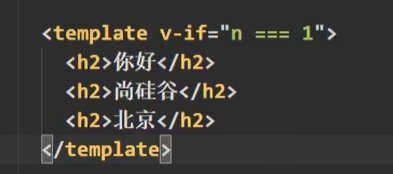 <template v-if="n === 1">
<h2>你好</h2>
<h2>尚硅谷</h2>
<h2>北京</h2>
</template>